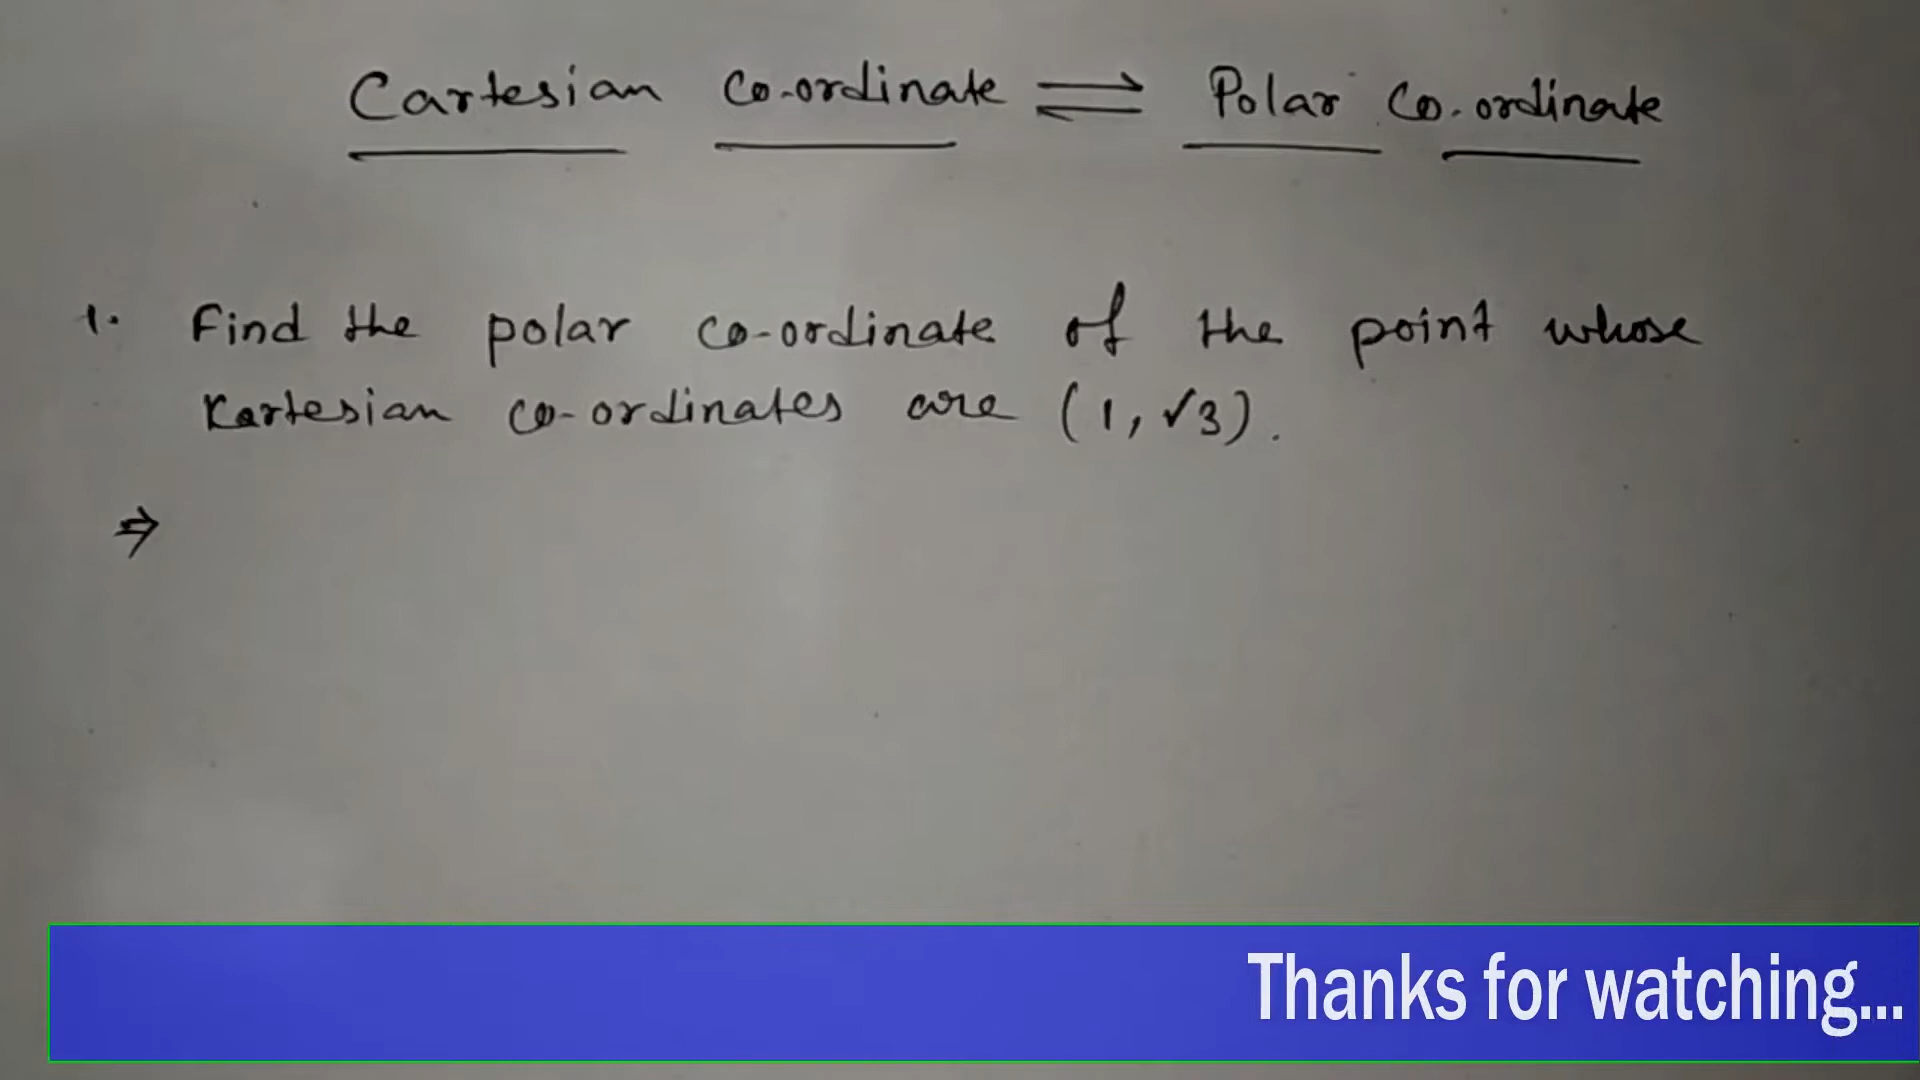 Cartesian Co-ordinate ⇌ Polar Co-ordinate
1. Find the polar co-ordinate of the point whose
Kartesian co-ordinates are (1, √3).
⇒
Thanks for watching...